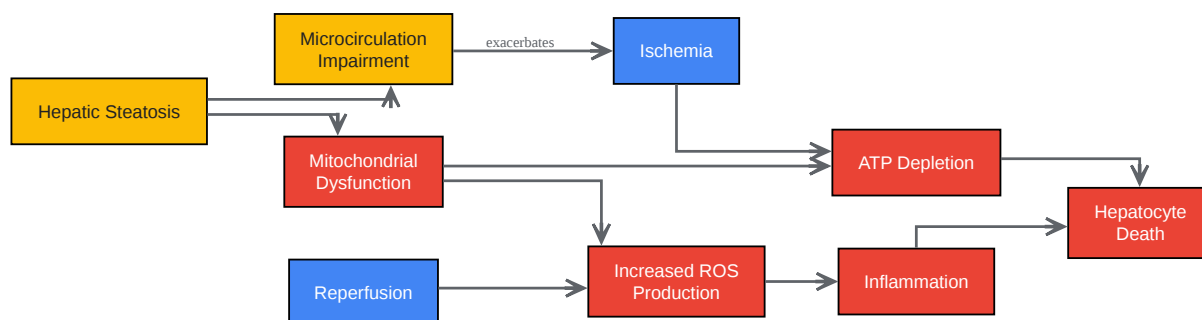 Microcirculation
Impairment
exacerbates
Ischemia
Hepatic Steatosis
Mitochondrial
Dysfunction
ATP Depletion
Hepatocyte
Death
Reperfusion
Increased ROS
Production
Inflammation